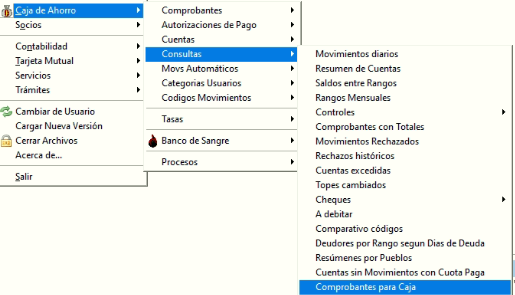 Caja de Ahorro
Socios
Contabilidad
Tarjeta Mutual
Servicios
Trámites
Cambiar de Usuario
Cargar Nueva Versión
Cerrar Archivos
Acerca de...
Salir
Comprobantes
Autorizaciones de Pago
Cuentas
Consultas
Movs Automáticos
Categorias Usuarios
Codigos Movimientos
Tasas
Banco de Sangre
Procesos
Movimientos diarios
Resumen de Cuentas
Saldos entre Rangos
Rangos Mensuales
Controles
Comprobantes con Totales
Movimientos Rechazados
Rechazos históricos
Cuentas excedidas
Topes cambiados
Cheques
A debitar
Comparativo códigos
Deudores por Rango segun Dias de Deuda
Resúmenes por Pueblos
Cuentas sin Movimientos con Cuota Paga
Comprobantes para Caja